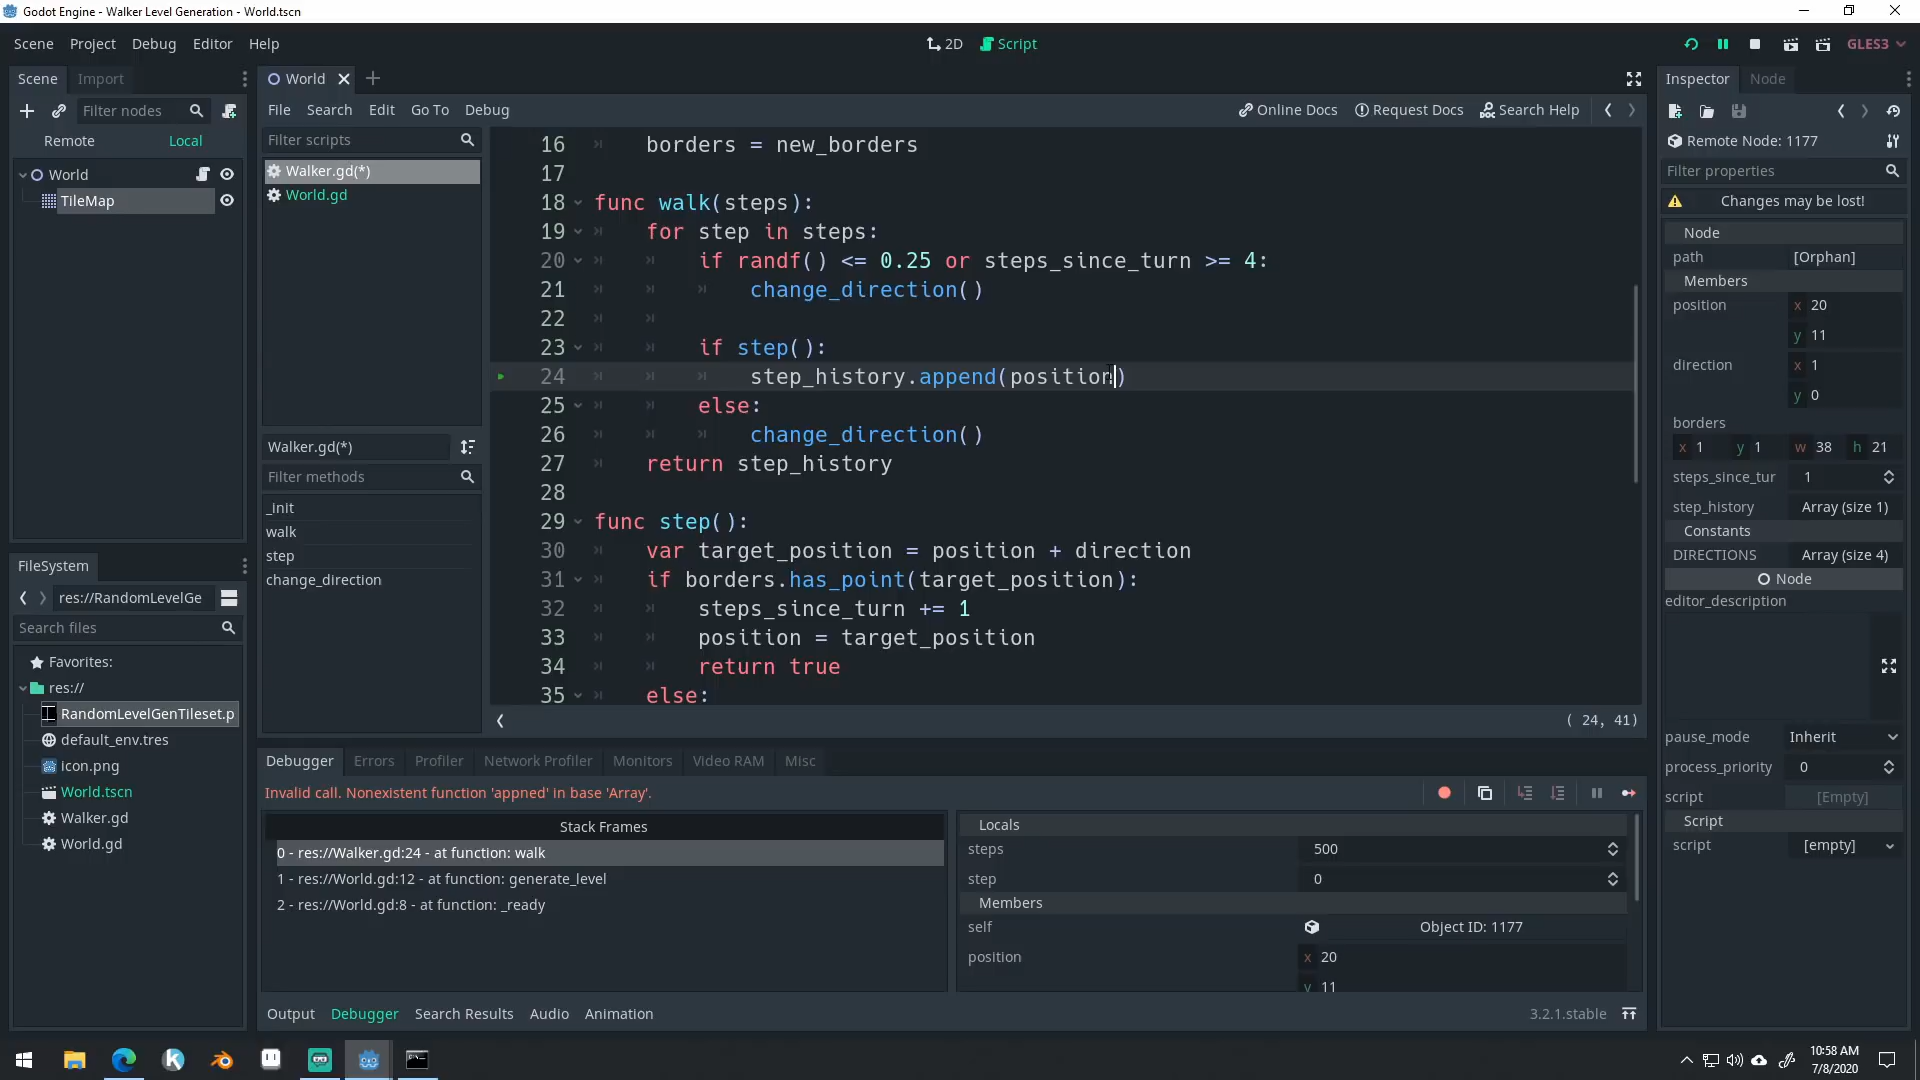 Godot Engine - Walker Level Generation - World.tscn
Scene Project Debug Editor Help
2D Script
GLES3
Scene Import
Filter nodes
Remote Local
World
TileMap
FileSystem
res://RandomLevelGe
Search files
Favorites:
res://
RandomLevelGenTileset.p
default_env.tres
icon.png
World.tscn
Walker.gd
World.gd
World
File Search Edit Go To Debug
Online Docs Request Docs Search Help
Filter scripts
Walker.gd(*)
World.gd
Walker.gd(*)
Filter methods
_init
walk
step
change_direction
16 borders = new_borders
17
18 func walk(steps):
19 for step in steps:
20 if randf() <= 0.25 or steps_since_turn >= 4:
21 change_direction()
22
23 if step():
24 step_history.append(position)
25 else:
26 change_direction()
27 return step_history
28
29 func step():
30 var target_position = position + direction
31 if borders.has_point(target_position):
32 steps_since_turn += 1
33 position = target_position
34 return true
35 else:
( 24, 41)
Debugger Errors Profiler Network Profiler Monitors Video RAM Misc
Invalid call. Nonexistent function 'appned' in base 'Array'.
Stack Frames
0 - res://Walker.gd:24 - at function: walk
1 - res://World.gd:12 - at function: generate_level
2 - res://World.gd:8 - at function: _ready
Locals
steps 500
step 0
Members
self Object ID: 1177
position x 20
y 11
Output Debugger Search Results Audio Animation
3.2.1.stable
Inspector Node
Remote Node: 1177
Filter properties
Changes may be lost!
Node
path [Orphan]
Members
position x 20
y 11
direction x 1
y 0
borders
x 1 y 1 w 38 h 21
steps_since_tur 1
step_history Array (size 1)
Constants
DIRECTIONS Array (size 4)
Node
editor_description
pause_mode Inherit
process_priority 0
script [Empty]
Script
script [empty]
10:58 AM
7/8/2020